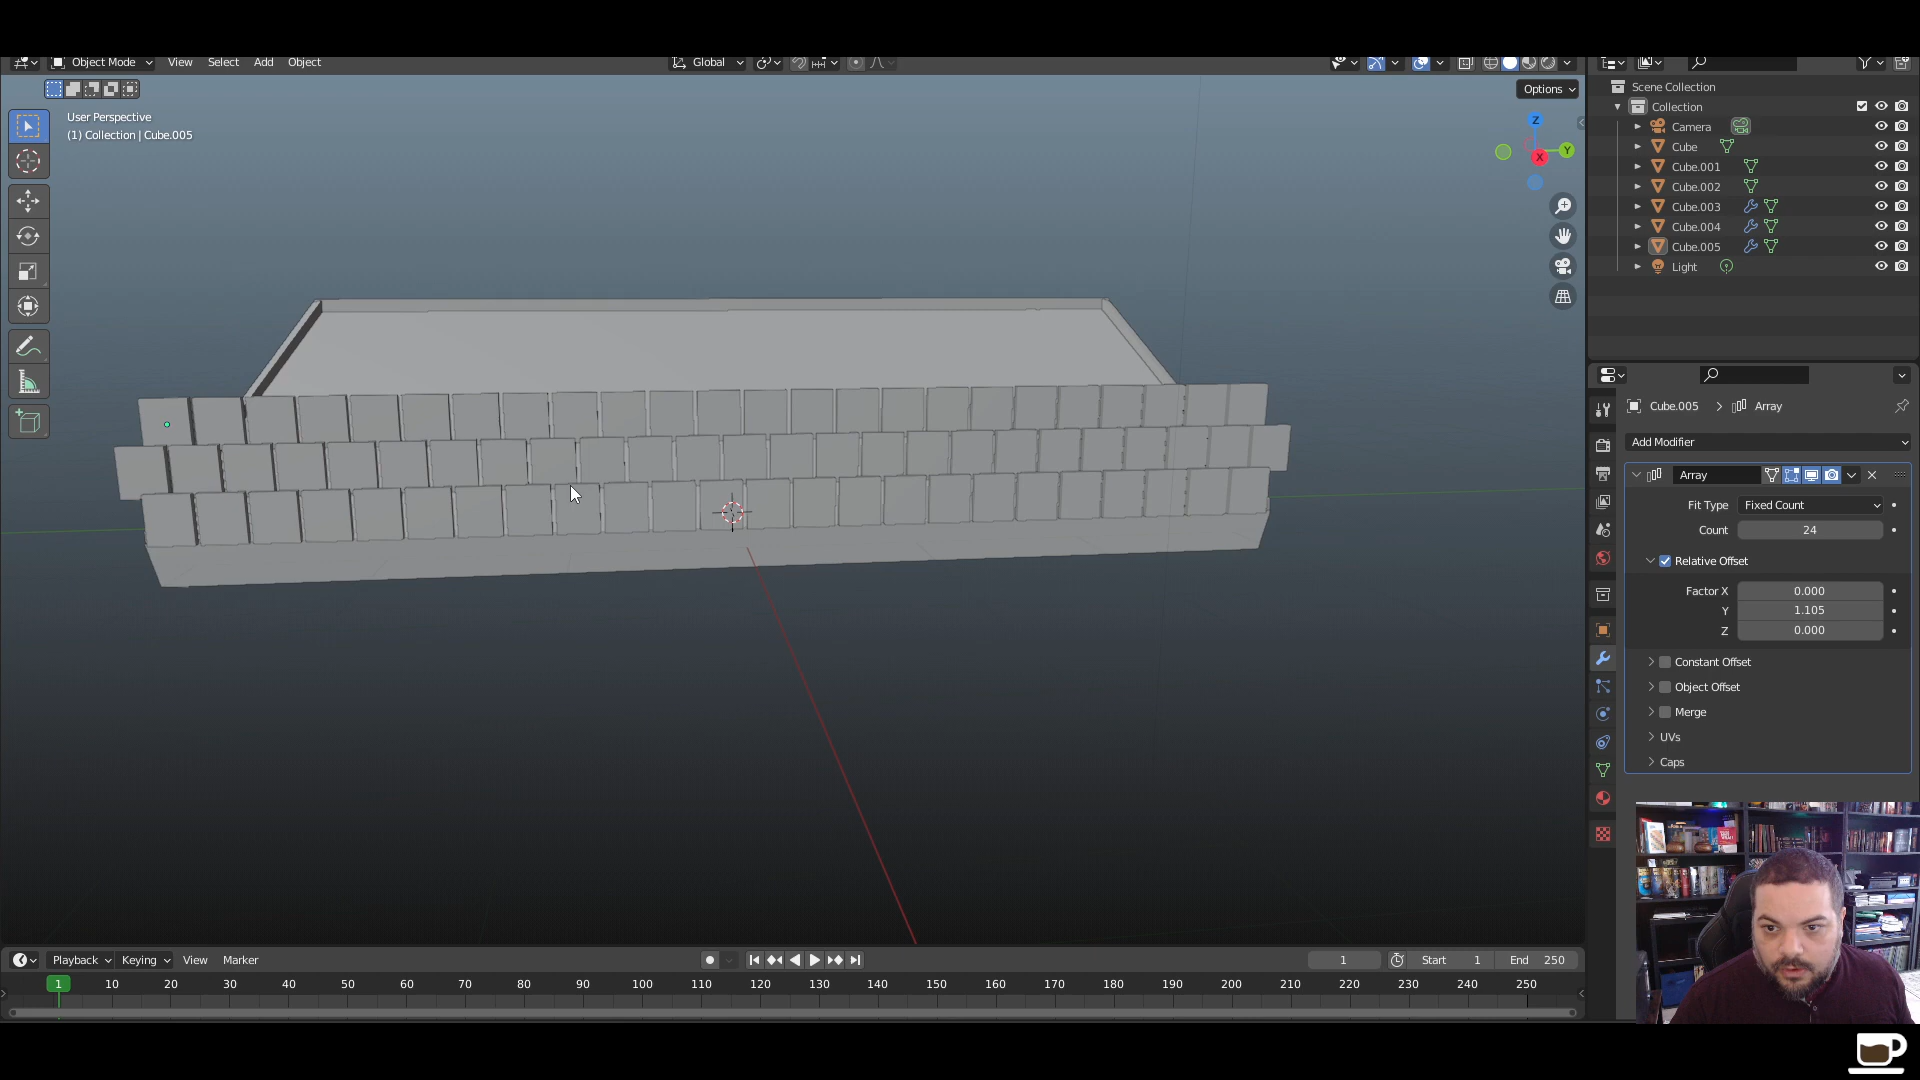 Object Mode View Select Add Object Global
Options
User Perspective
(1) Collection | Cube.005
Z
Y
X
Scene Collection
Collection
Camera
Cube
Cube.001
Cube.002
Cube.003
Cube.004
Cube.005
Light
Cube.005 > Array
Add Modifier
Array
Fit Type Fixed Count
Count 24
Relative Offset
Factor X 0.000
Y 1.105
Z 0.000
Constant Offset
Object Offset
Merge
UVs
Caps
Playback Keying View Marker 1 Start 1 End 250
1 10 20 30 40 50 60 70 80 90 100 110 120 130 140 150 160 170 180 190 200 210 220 230 240 250